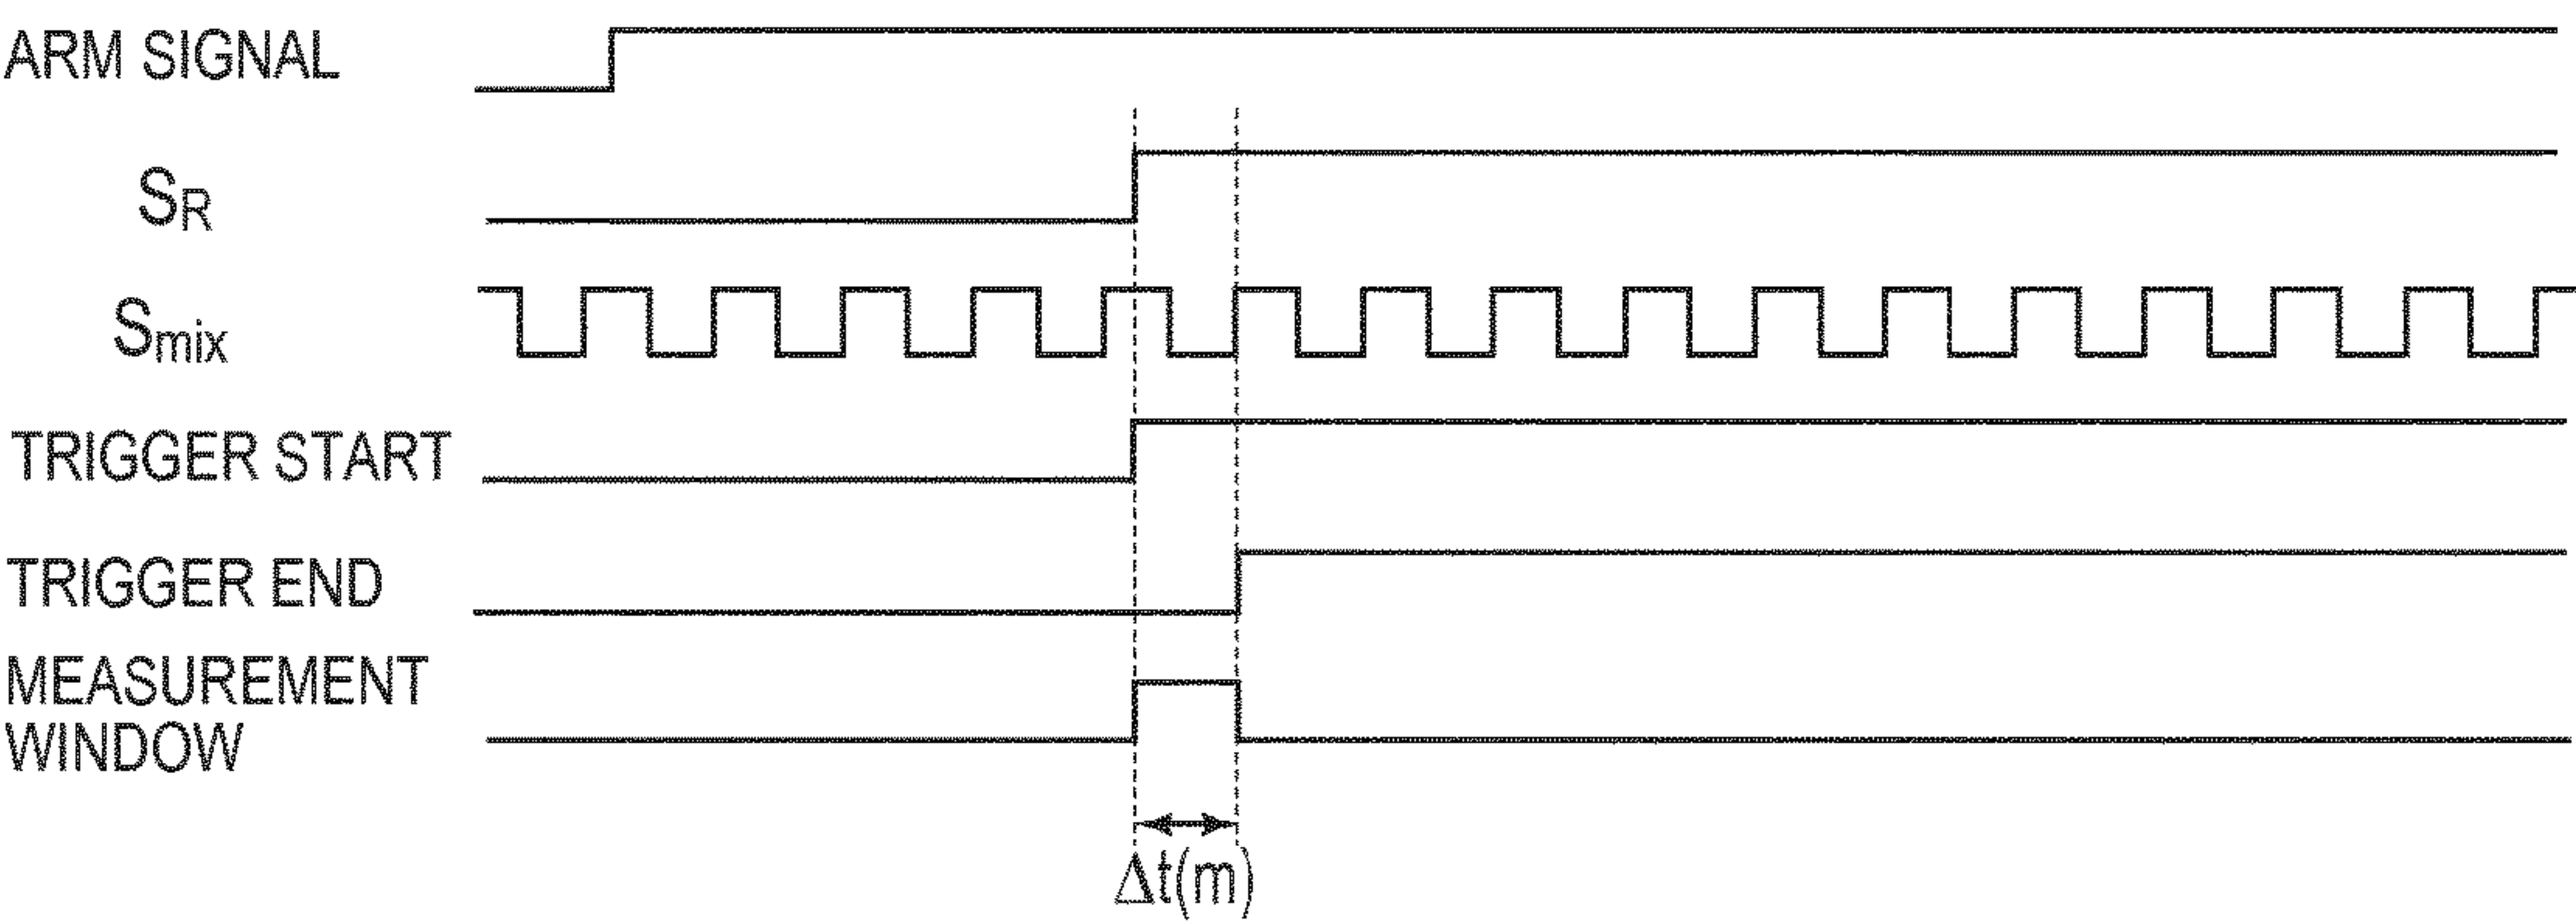 ARM SIGNAL
SR
Smix
TRIGGER START
TRIGGER END
MEASUREMENT
WINDOW
Δt(m)